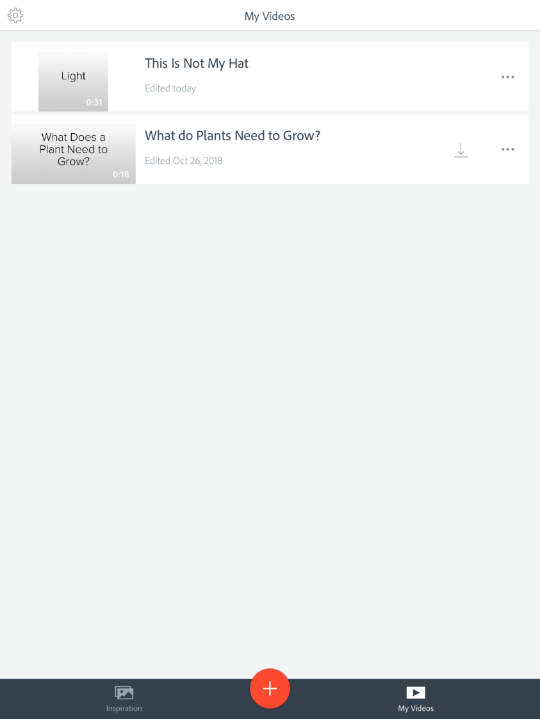 My Videos
Light
0:31
This Is Not My Hat
Edited today
What Does a
Plant Need to
Grow?
0:18
What do Plants Need to Grow?
Edited Oct 26, 2018
Inspiration
My Videos